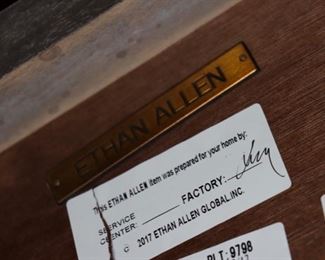 ETHAN ALLEN
This ETHAN ALLEN item was prepared for your home by:
SERVICE
CENTER: ______ FACTORY:
© 2017 ETHAN ALLEN GLOBAL INC.
PLT: 9798